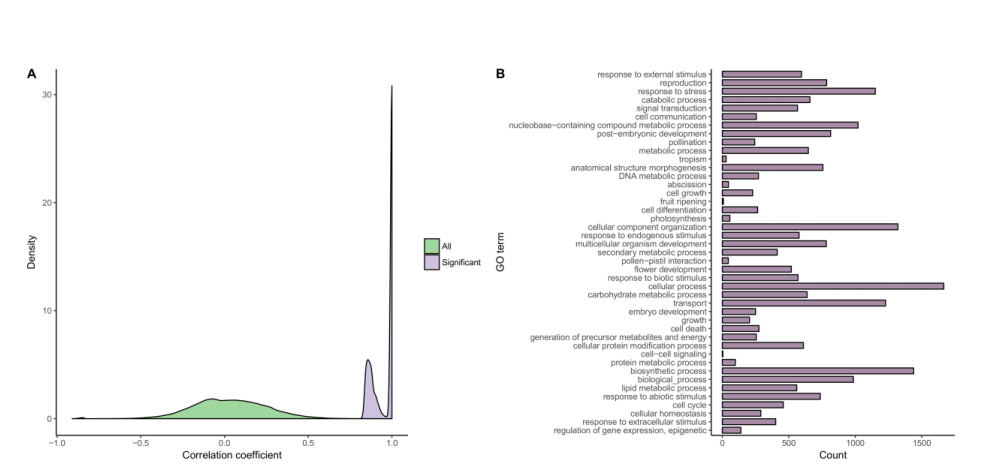 A
Density
30
20
10
0
−1.0
−0.5
0.0
0.5
1.0
Correlation coefficient
All
Significant
B
GO term
response to external stimulus
reproduction
response to stress
catabolic process
signal transduction
cell communication
nucleobase−containing compound metabolic process
post−embryonic development
pollination
metabolic process
tropism
anatomical structure morphogenesis
DNA metabolic process
abscission
cell growth
fruit ripening
cell differentiation
photosynthesis
cellular component organization
response to endogenous stimulus
multicellular organism development
secondary metabolic process
pollen−pistil interaction
flower development
response to biotic stimulus
cellular process
carbohydrate metabolic process
transport
embryo development
growth
cell death
generation of precursor metabolites and energy
cellular protein modification process
cell−cell signaling
protein metabolic process
biosynthetic process
biological_process
lipid metabolic process
response to abiotic stimulus
cell cycle
cellular homeostasis
response to extracellular stimulus
regulation of gene expression, epigenetic
0
500
1000
1500
Count